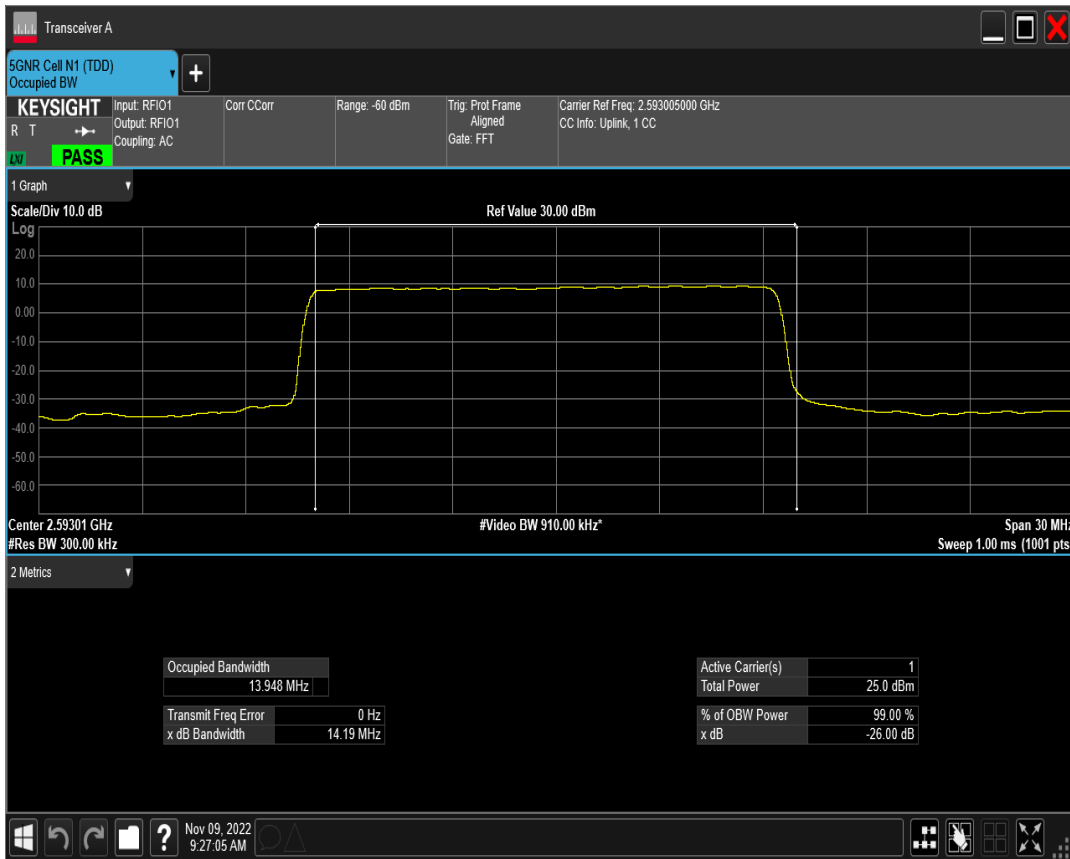 Transceiver A
5GNR Cell N1 (TDD)
Occupied BW
+
KEYSIGHT
R T
LXI
PASS
Input: RFIO1
Output: RFIO1
Coupling: AC
Corr CCorr
Range: -60 dBm
Trig: Prot Frame
Aligned
Gate: FFT
Carrier Ref Freq: 2.593005000 GHz
CC Info: Uplink, 1 CC
1 Graph
Scale/Div 10.0 dB
Ref Value 30.00 dBm
Log
20.0
10.0
0.00
-10.0
-20.0
-30.0
-40.0
-50.0
-60.0
Center 2.59301 GHz
#Video BW 910.00 kHz*
Span 30 MHz
#Res BW 300.00 kHz
Sweep 1.00 ms (1001 pts
2 Metrics
Occupied Bandwidth
13.948 MHz
Transmit Freq Error 0 Hz
x dB Bandwidth 14.19 MHz
Active Carrier(s) 1
Total Power 25.0 dBm
% of OBW Power 99.00 %
x dB -26.00 dB
?
Nov 09, 2022
9:27:05 AM